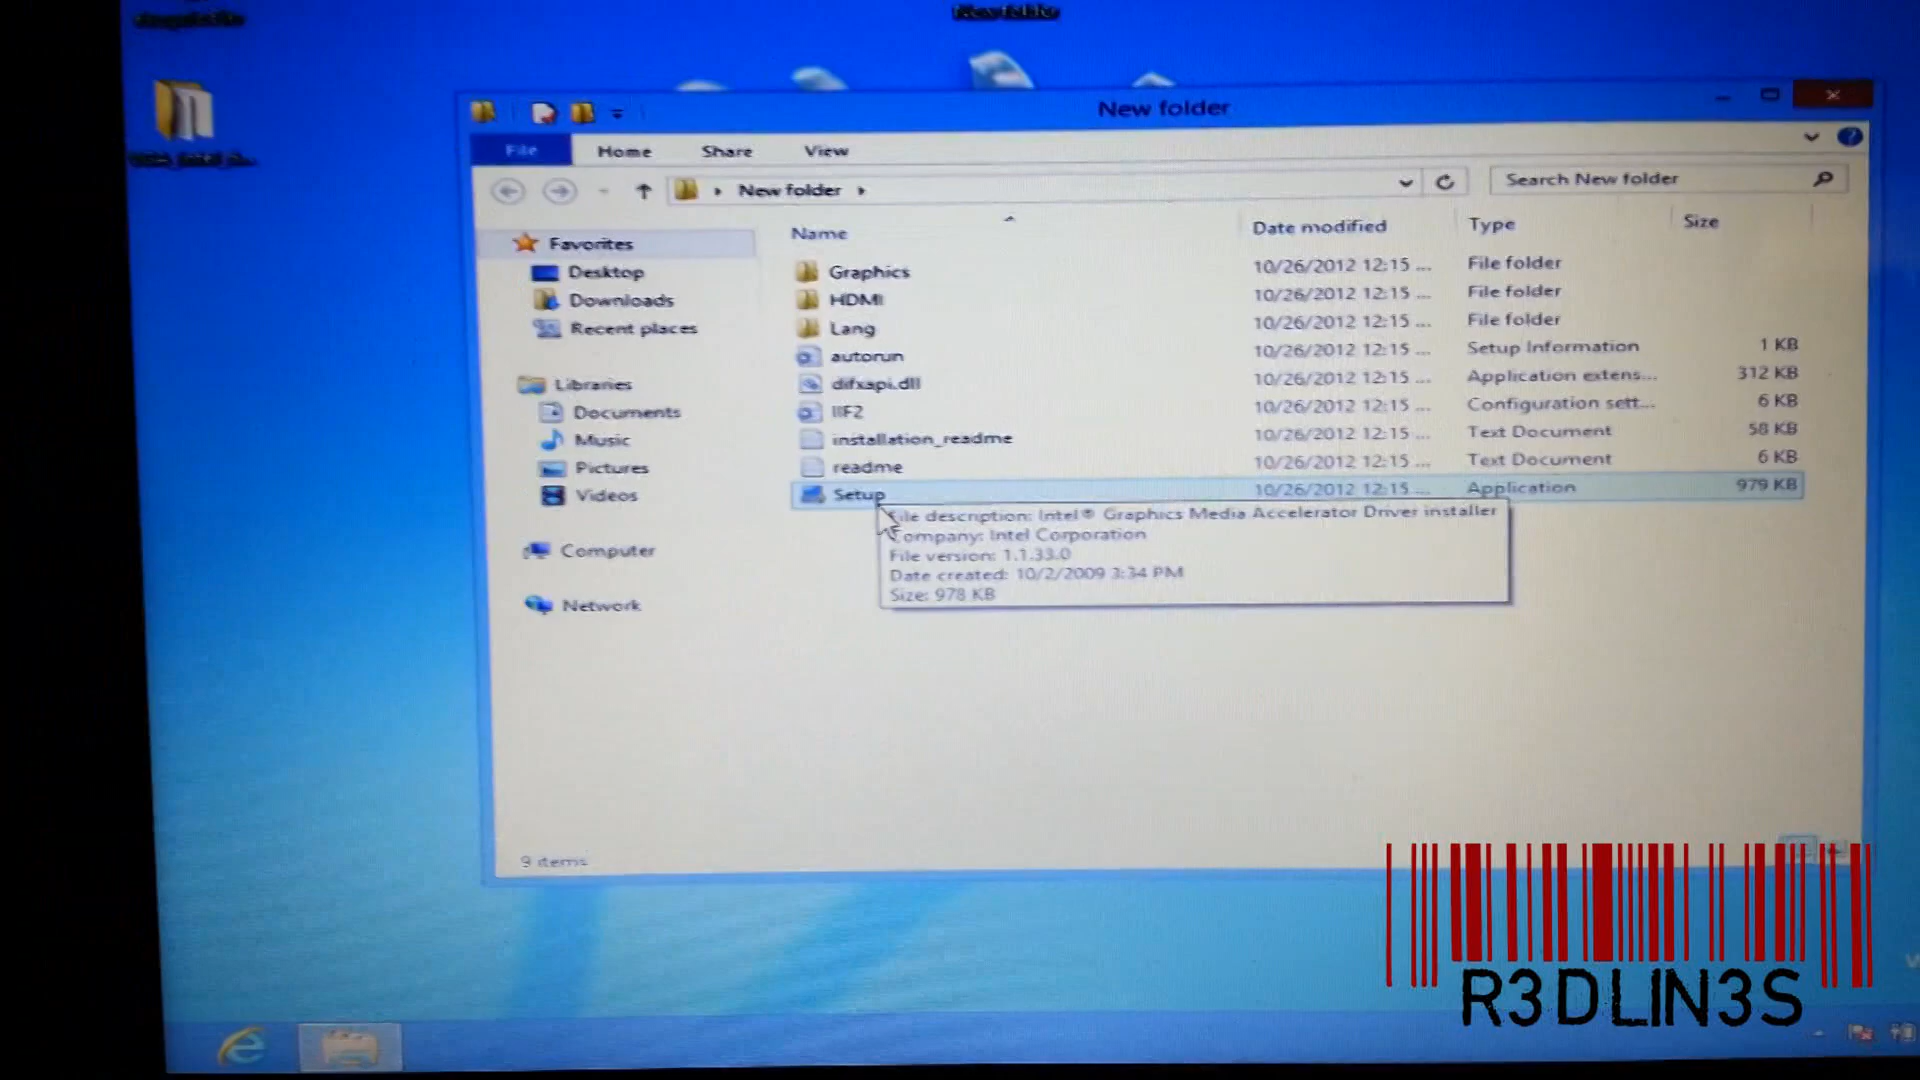 New folder
New folder
File Home Share View
New folder
Search New folder
Name Date modified Type Size
Favorites
Desktop
Downloads
Recent places
Libraries
Documents
Music
Pictures
Videos
Computer
Network
Graphics 10/26/2012 12:15 ... File folder
HDMI 10/26/2012 12:15 ... File folder
Lang 10/26/2012 12:15 ... File folder
autorun 10/26/2012 12:15 ... Setup Information 1 KB
difxapi.dll 10/26/2012 12:15 ... Application extens... 312 KB
IIF2 10/26/2012 12:15 ... Configuration sett... 6 KB
installation_readme 10/26/2012 12:15 ... Text Document 58 KB
readme 10/26/2012 12:15 ... Text Document 6 KB
Setup 10/26/2012 12:15 ... Application 979 KB
File description: Intel® Graphics Media Accelerator Driver installer
Company: Intel Corporation
File version: 1.1.33.0
Date created: 10/2/2009 3:34 PM
Size: 978 KB
9 items
R3DLIN3S